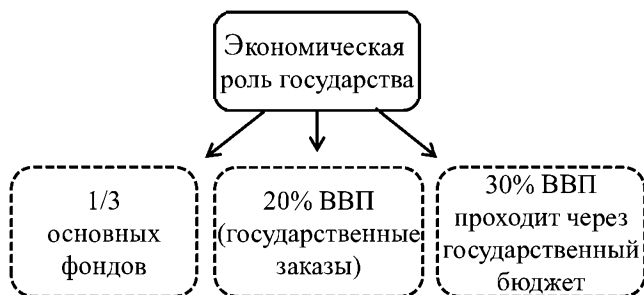 Экономическая
роль государства
1/3
основных
фондов
20% ВВП
(государственные
заказы)
30% ВВП
проходит через
государственный
бюджет